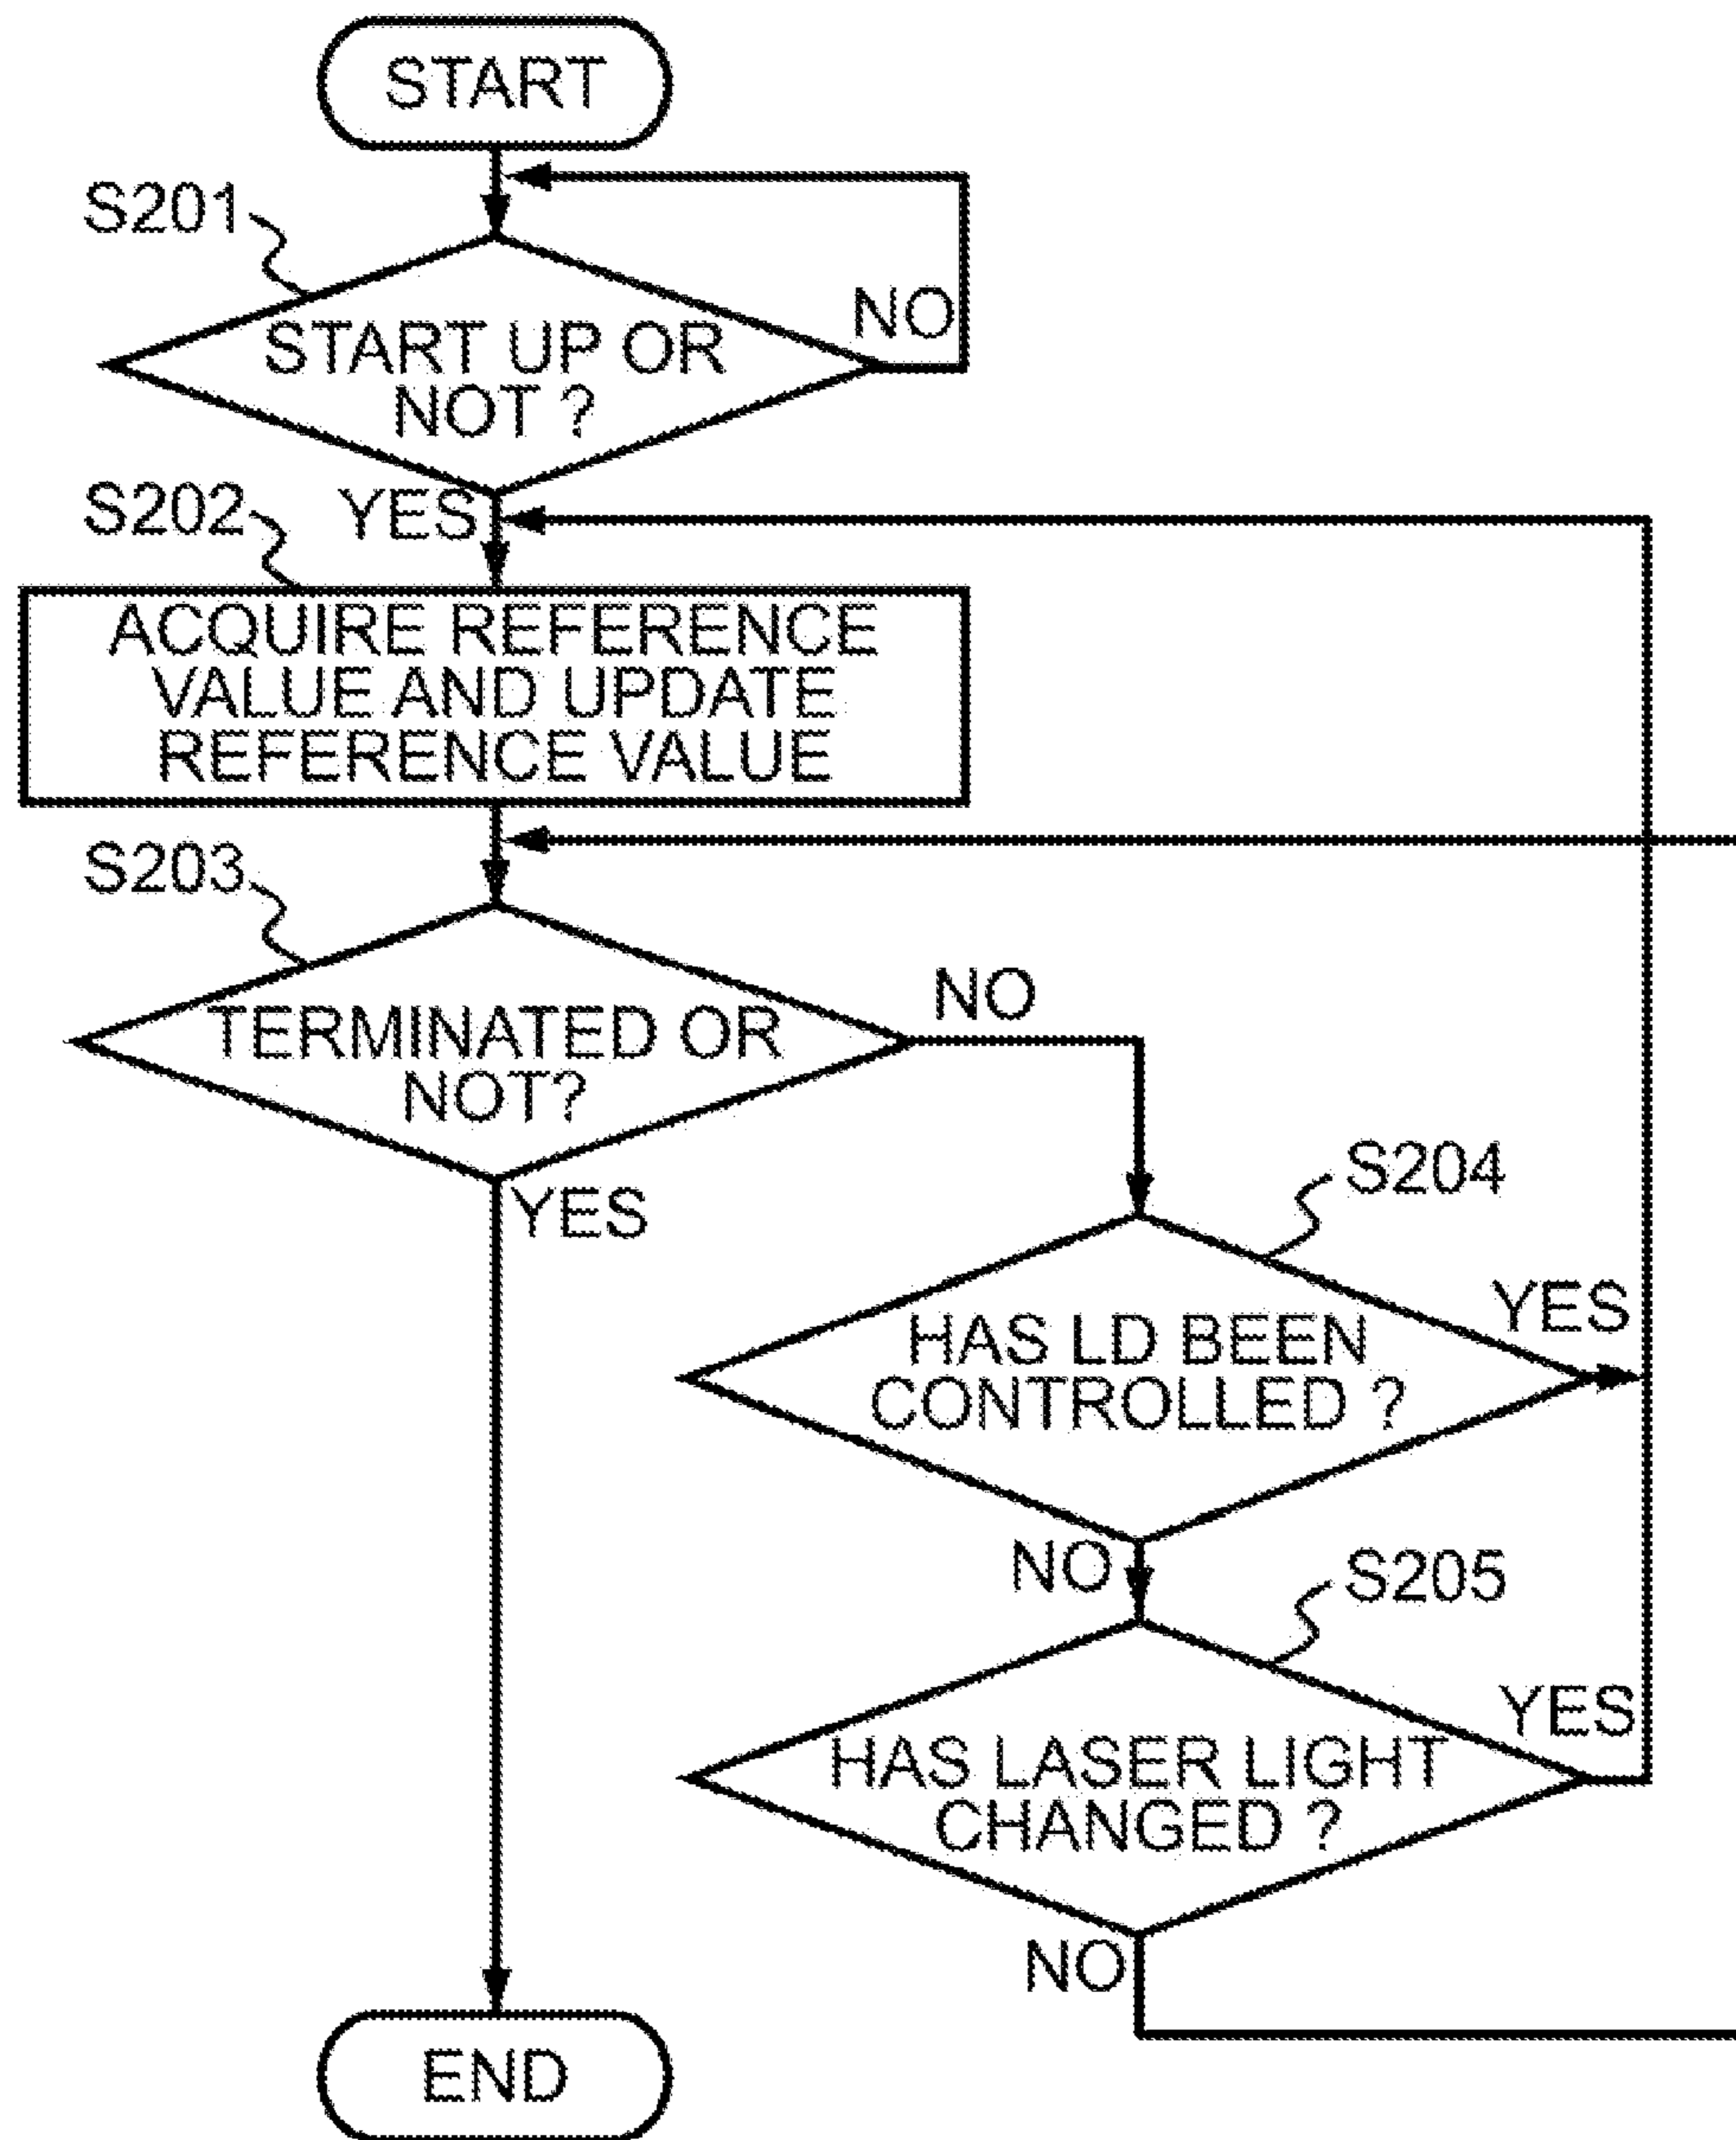 START
S201
NO
START UP OR
NOT ?
S202
YES
ACQUIRE REFERENCE
VALUE AND UPDATE
REFERENCE VALUE
S203
NO
TERMINATED OR
NOT?
YES
S204
YES
HAS LD BEEN
CONTROLLED ?
NO
S205
YES
HAS LASER LIGHT
CHANGED ?
NO
END